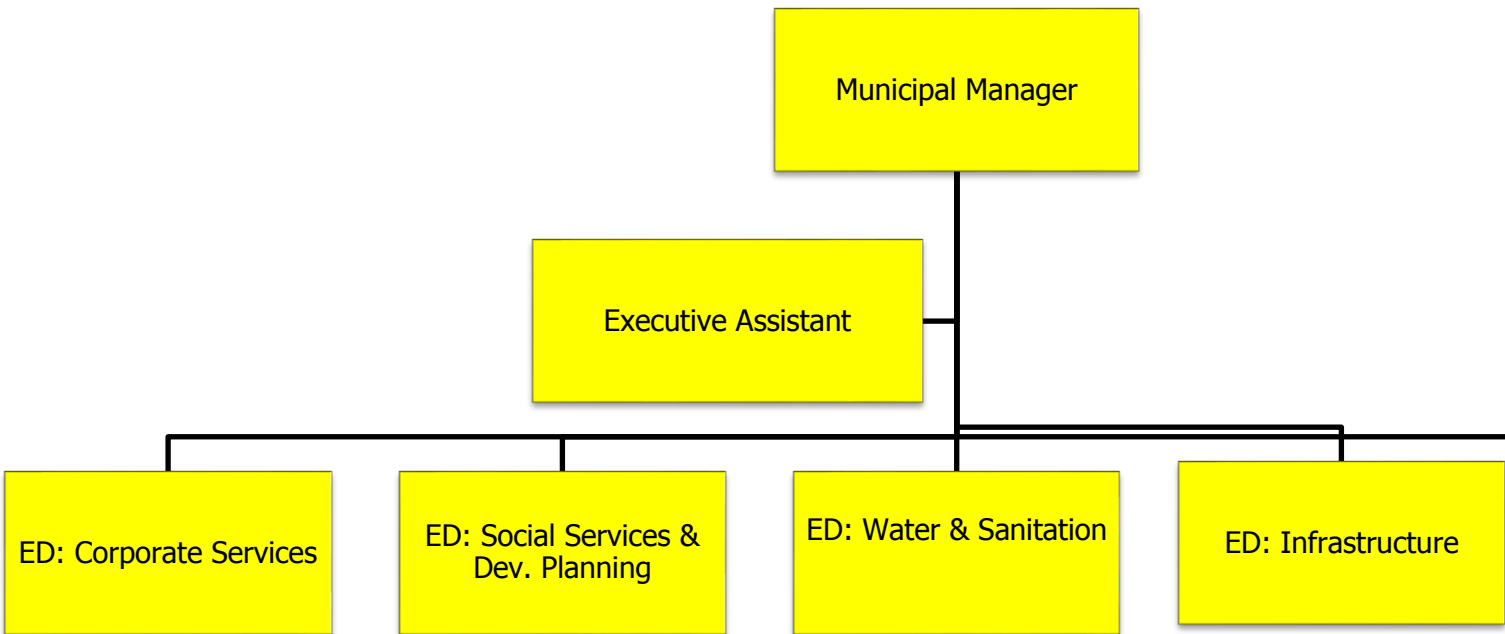 Municipal Manager
Executive Assistant
ED: Corporate Services
ED: Social Services &
Dev. Planning
ED: Water & Sanitation
ED: Infrastructure